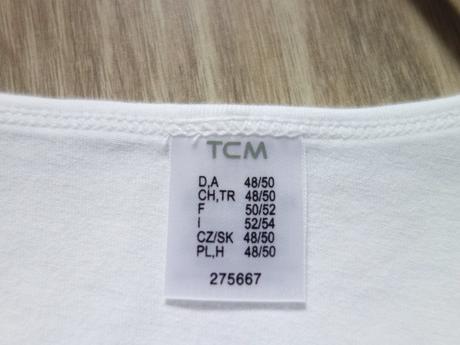 TCM
D,A 48/50
CH,TR 48/50
F 50/52
I 52/54
CZ/SK 48/50
PL,H 48/50
275667